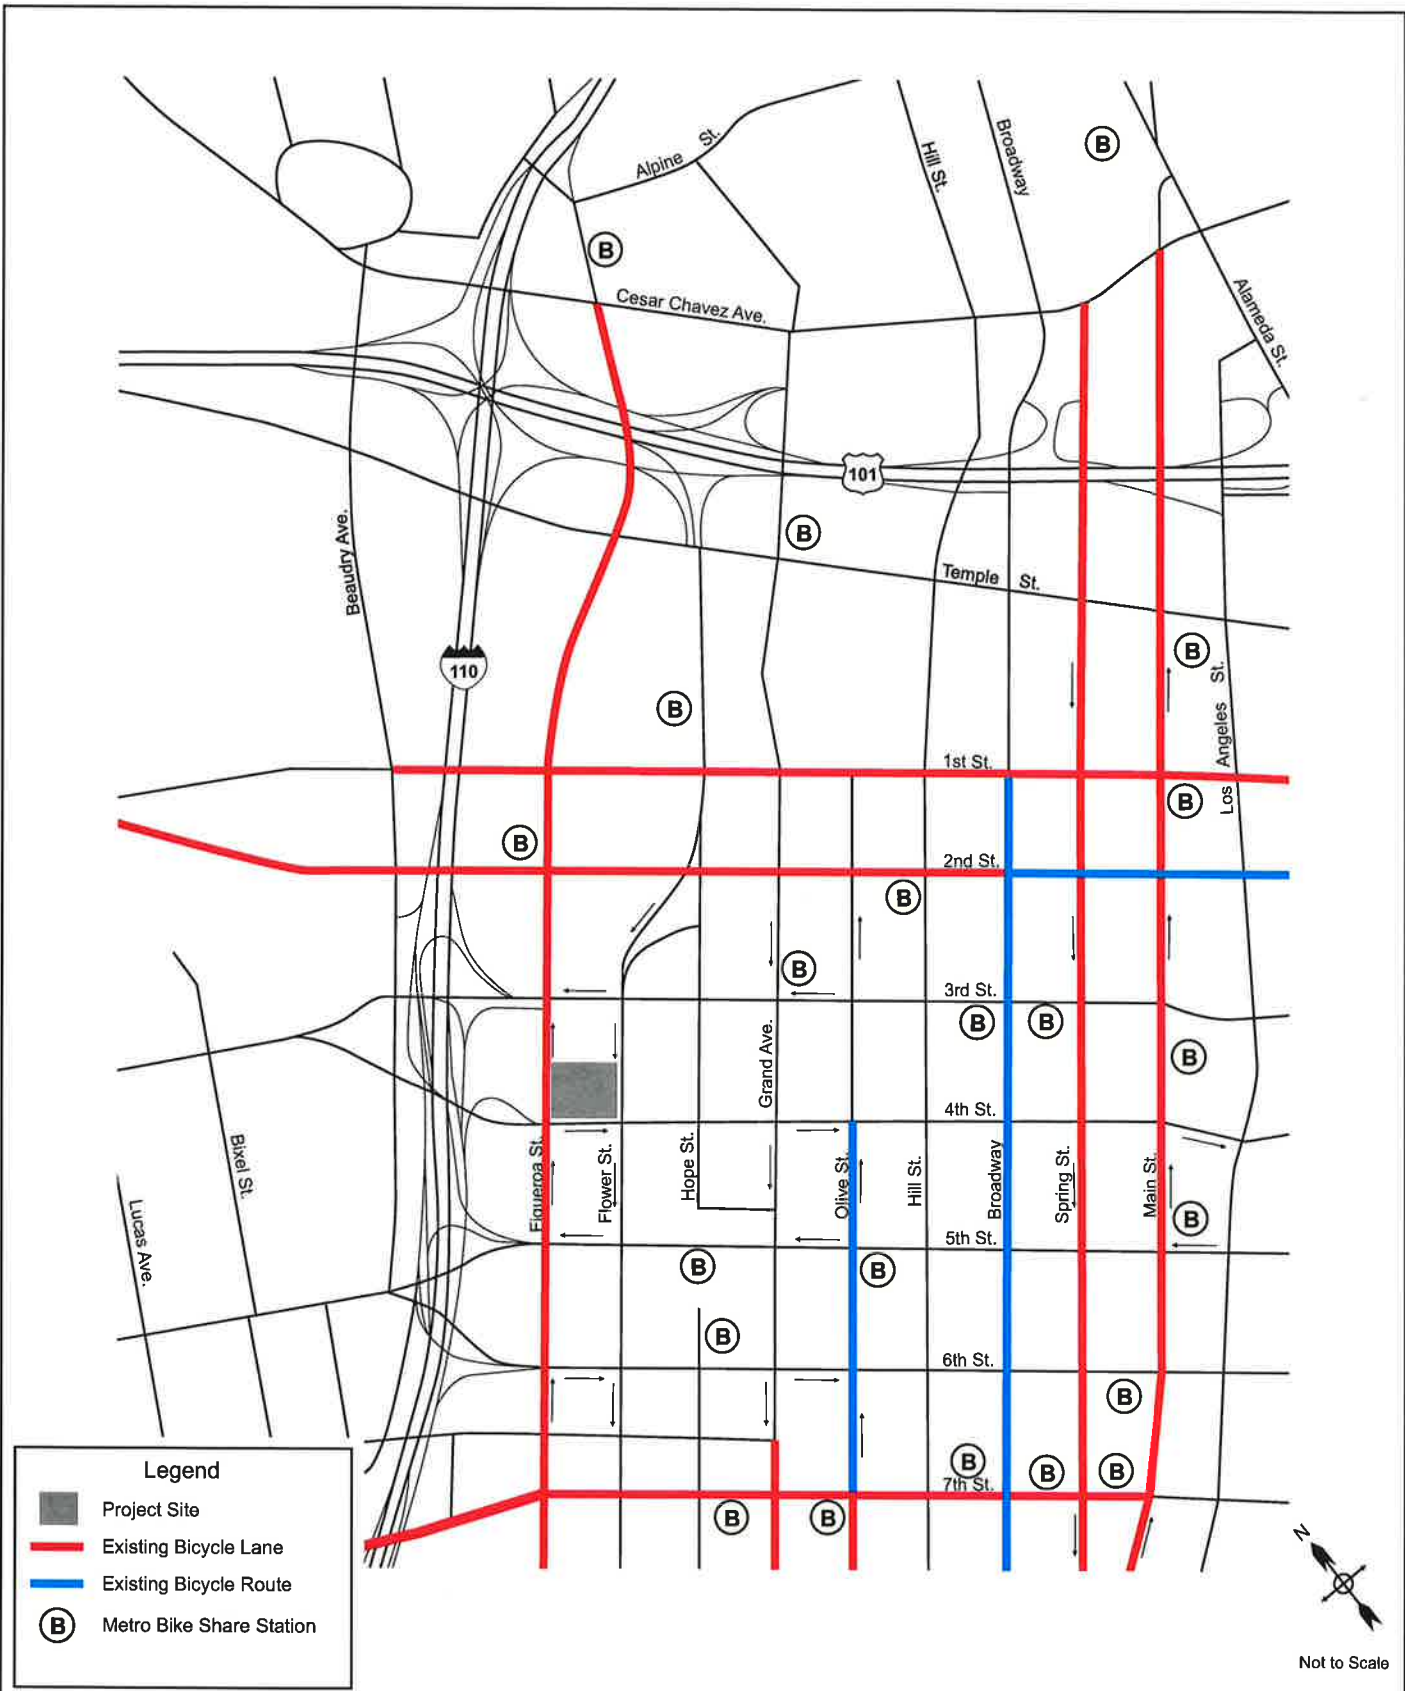 B
Alpine St.
Hill St.
Broadway
B
Cesar Chavez Ave.
Alameda St.
101
B
Beaudry Ave.
Temple St.
110
B
B
Los Angeles St.
1st St.
B
B
2nd St.
B
B
3rd St.
B
B
B
Grand Ave.
4th St.
Bixel St.
Lucas Ave.
Figueroa St.
Flower St.
Hope St.
Olive St.
Hill St.
Broadway
Spring St.
Main St.
B
5th St.
B
B
B
6th St.
B
B
B
B
7th St.
B
B
Legend
Project Site
Existing Bicycle Lane
Existing Bicycle Route
B Metro Bike Share Station
N
Not to Scale